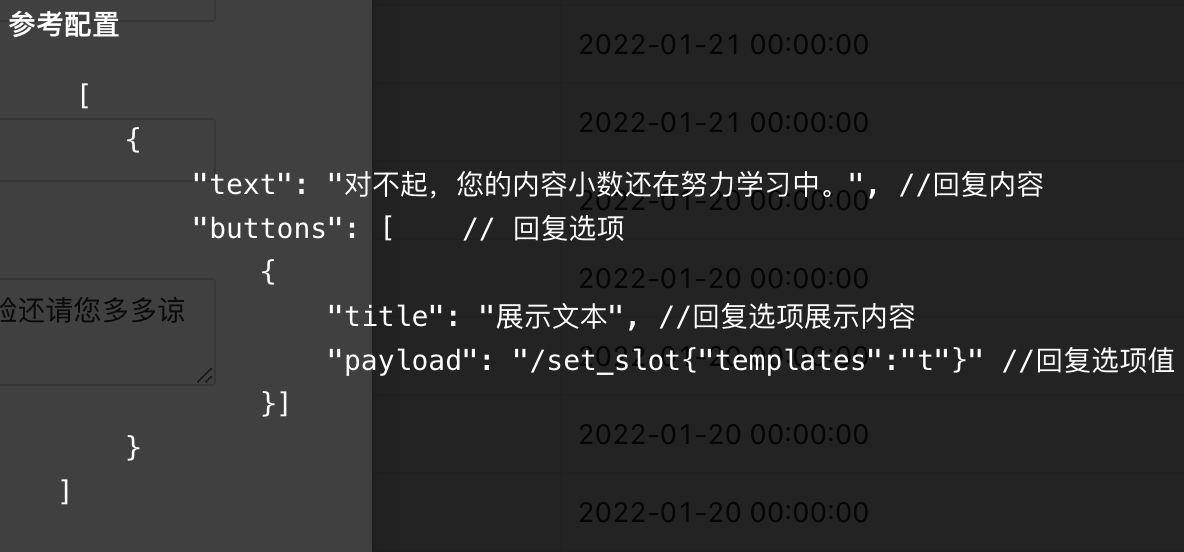 参考配置
2022-01-21 00:00:00
[
2022-01-21 00:00:00
{
"text": "对不起，您的内容小数还在努力学习中。", //回复内容
2022-01-20 00:00:00
"buttons": [    // 回复选项
{
2022-01-20 00:00:00
验还请您多多谅
"title": "展示文本", //回复选项展示内容
"payload": "/set_slot{"templates":"t"}" //回复选项值
2022-01-20 00:00:00
}]
2022-01-20 00:00:00
}
]
2022-01-20 00:00:00